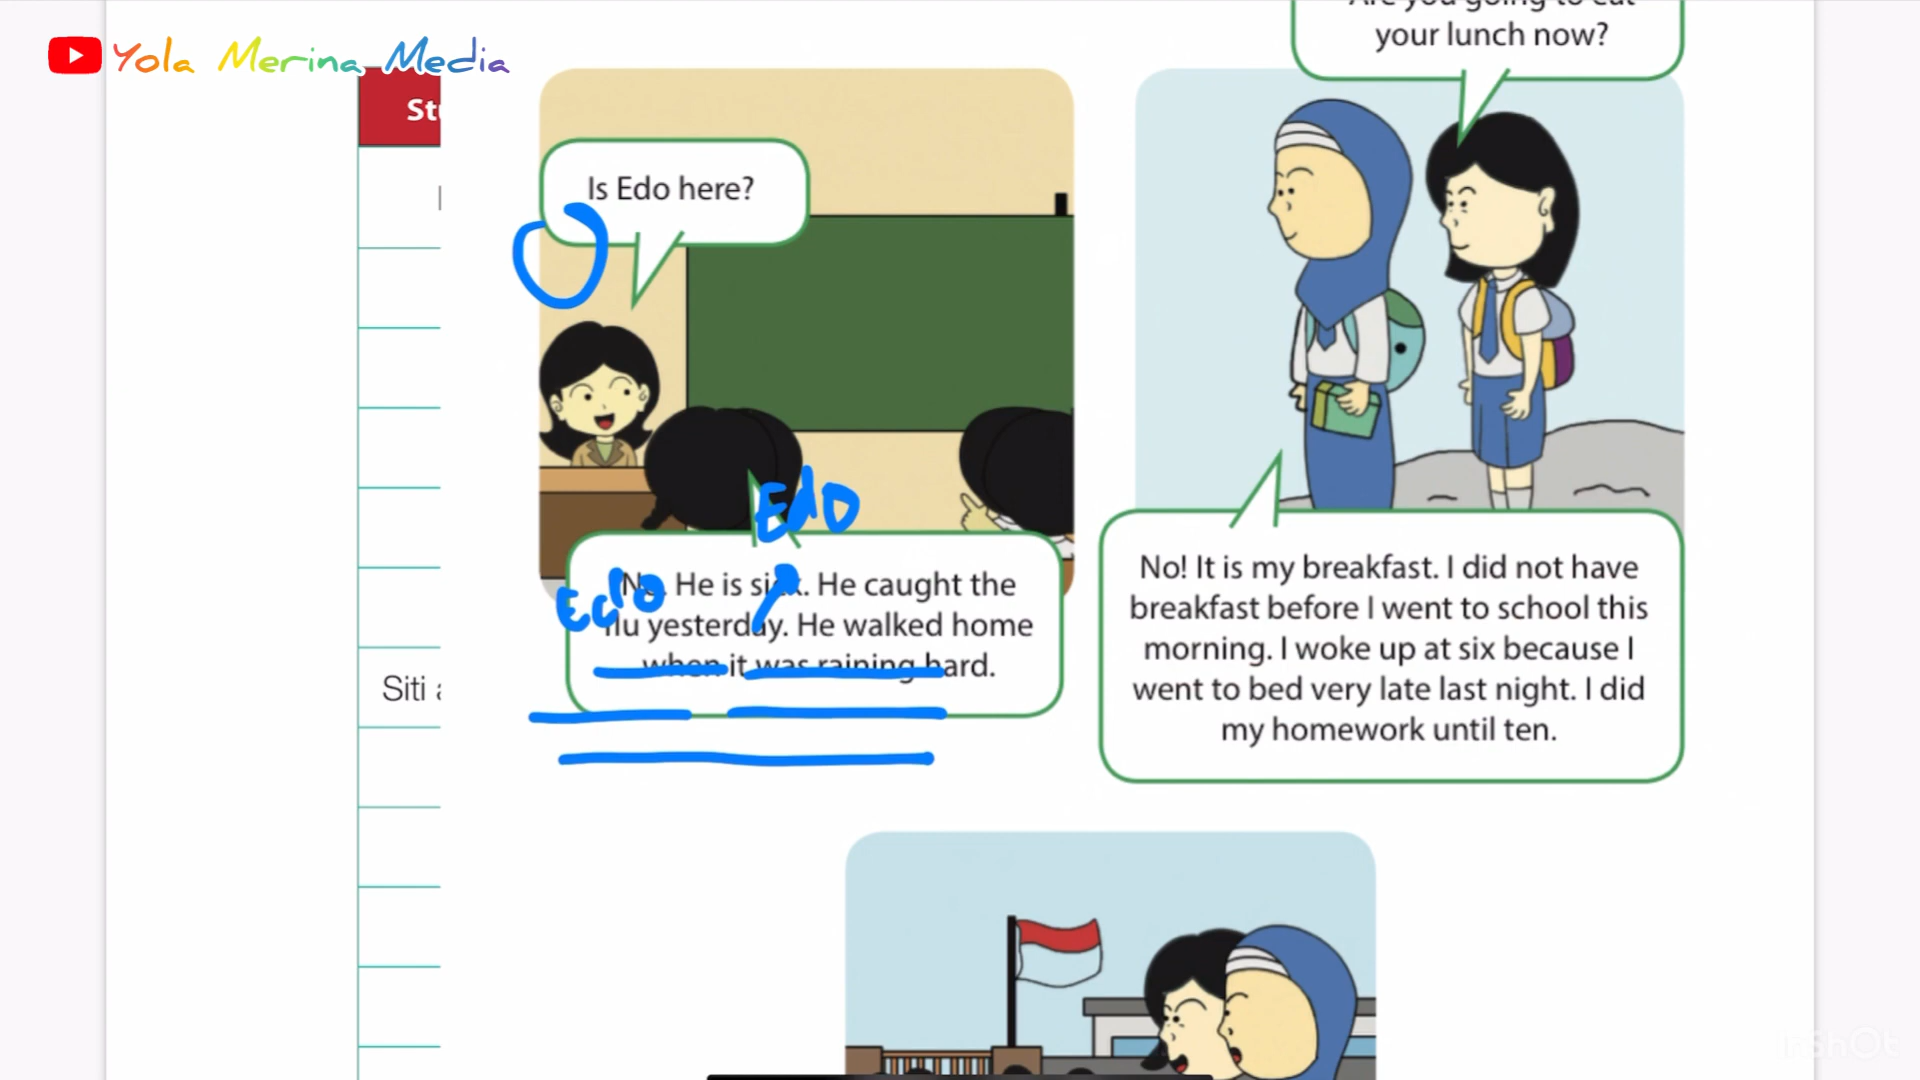 Yola Merina Media
your lunch now?
Is Edo here?
Edo
Edo
No. He is sick. He caught the
flu yesterday. He walked home
when it was raining hard.
No! It is my breakfast. I did not have
breakfast before I went to school this
morning. I woke up at six because I
went to bed very late last night. I did
my homework until ten.
Siti
InShOt